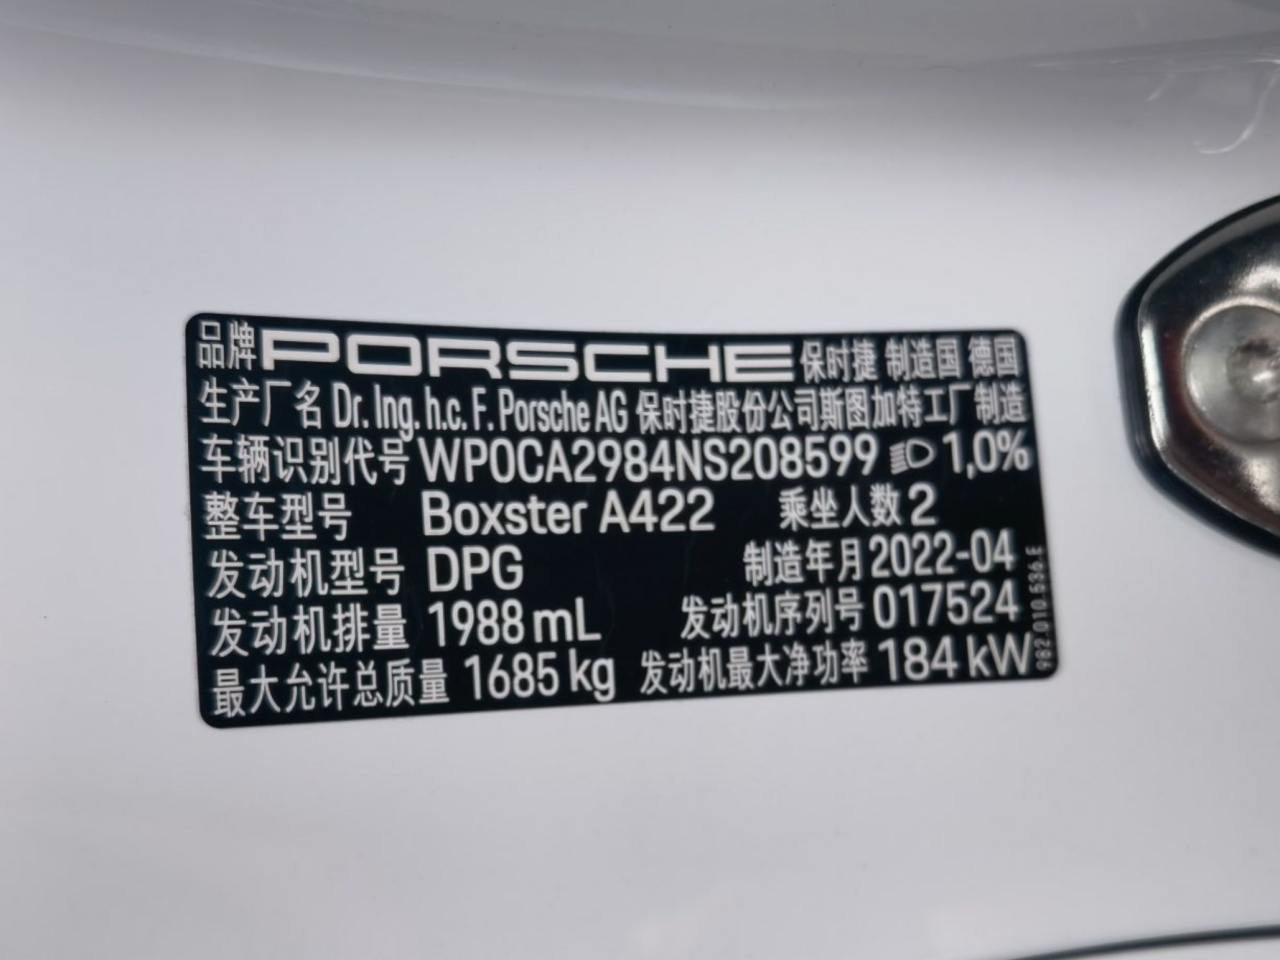 品牌 PORSCHE 保时捷 制造国 德国
生产厂名 Dr. Ing. h.c. F. Porsche AG 保时捷股份公司斯图加特工厂制造
车辆识别代号 WP0CA2984NS208599 1,0%
整车型号 Boxster A422 乘坐人数 2
发动机型号 DPG 制造年月 2022-04
发动机排量 1988 mL 发动机序列号 017524
最大允许总质量 1685 kg 发动机最大净功率 184 kW
982.010.536.E